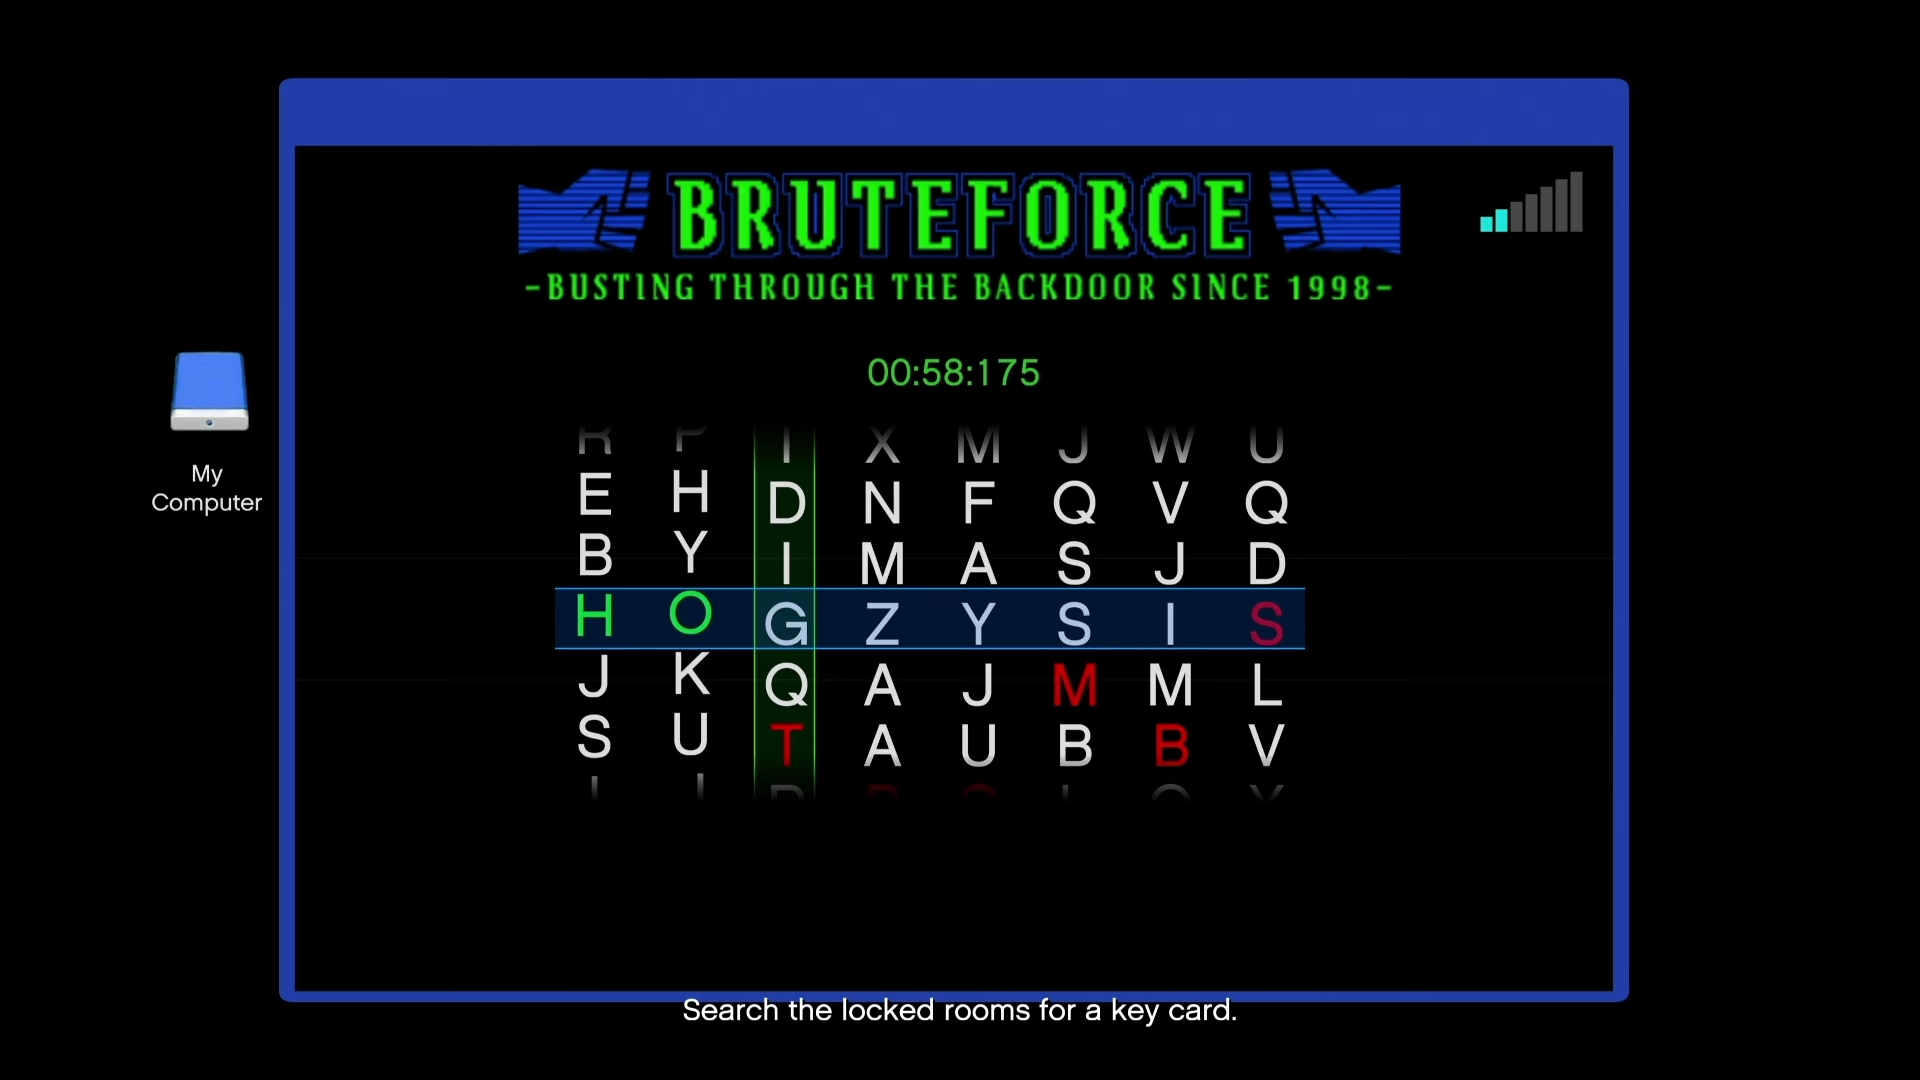 BRUTEFORCE
-BUSTING THROUGH THE BACKDOOR SINCE 1998-
00:58:175
My
Computer
R P I X M J W U
E H D N F Q V Q
B Y I M A S J D
H O G Z Y S I S
J K Q A J M M L
S U T A U B B V
Search the locked rooms for a key card.